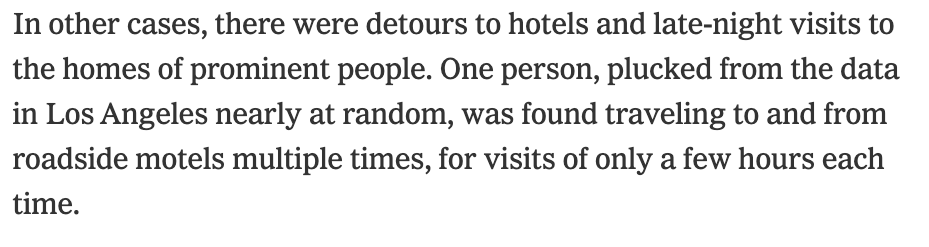 In other cases, there were detours to hotels and late-night visits to
the homes of prominent people. One person, plucked from the data
in Los Angeles nearly at random, was found traveling to and from
roadside motels multiple times, for visits of only a few hours each
time.